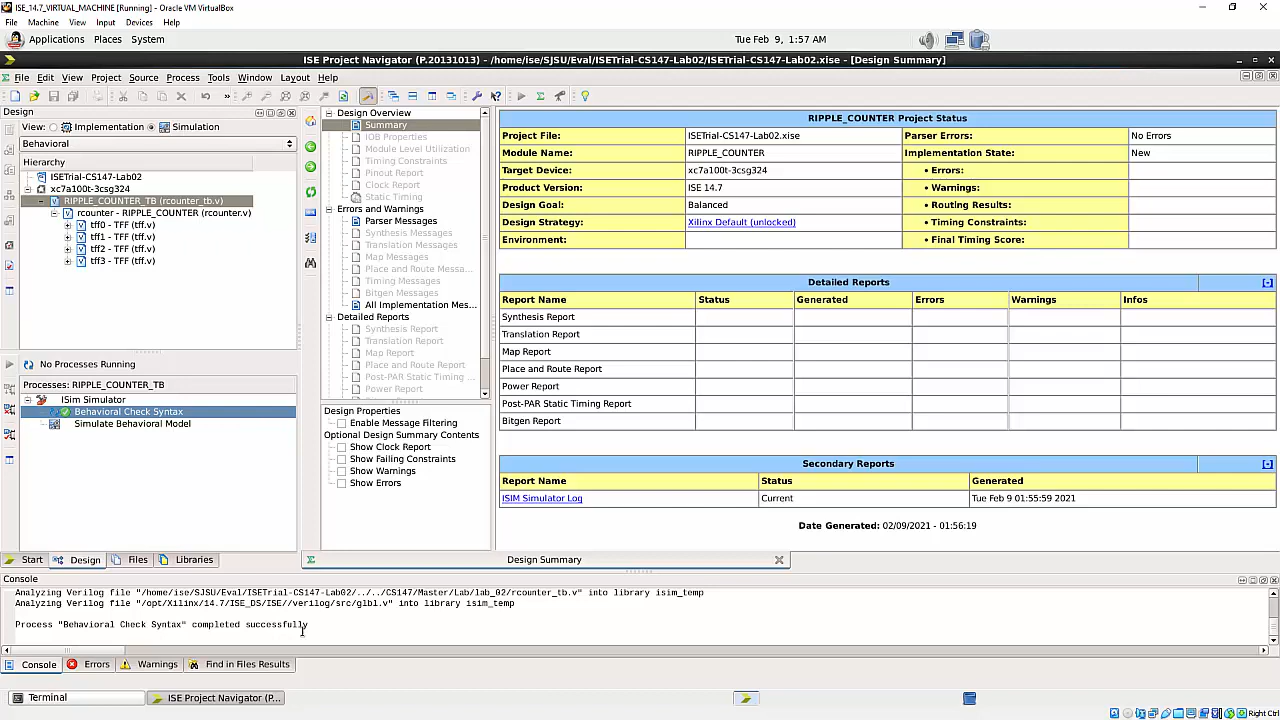 ISE_14.7_VIRTUAL_MACHINE [Running] - Oracle VM VirtualBox
File Machine View Input Devices Help
Applications Places System Tue Feb 9, 1:57 AM
ISE Project Navigator (P.20131013) - /home/ise/SJSU/Eval/ISETrial-CS147-Lab02/ISETrial-CS147-Lab02.xise - [Design Summary]
File Edit View Project Source Process Tools Window Layout Help
Design
View: Implementation Simulation
Behavioral
Hierarchy
ISETrial-CS147-Lab02
xc7a100t-3csg324
RIPPLE_COUNTER_TB (rcounter_tb.v)
rcounter - RIPPLE_COUNTER (rcounter.v)
tff0 - TFF (tff.v)
tff1 - TFF (tff.v)
tff2 - TFF (tff.v)
tff3 - TFF (tff.v)
No Processes Running
Processes: RIPPLE_COUNTER_TB
ISim Simulator
Behavioral Check Syntax
Simulate Behavioral Model
Start Design Files Libraries
Design Overview
Summary
IOB Properties
Module Level Utilization
Timing Constraints
Pinout Report
Clock Report
Static Timing
Errors and Warnings
Parser Messages
Synthesis Messages
Translation Messages
Map Messages
Place and Route Messa...
Timing Messages
Bitgen Messages
All Implementation Mes...
Detailed Reports
Synthesis Report
Translation Report
Map Report
Place and Route Report
Post-PAR Static Timing ...
Power Report
Design Properties
Enable Message Filtering
Optional Design Summary Contents
Show Clock Report
Show Failing Constraints
Show Warnings
Show Errors
RIPPLE_COUNTER Project Status
Project File: ISETrial-CS147-Lab02.xise Parser Errors: No Errors
Module Name: RIPPLE_COUNTER Implementation State: New
Target Device: xc7a100t-3csg324 • Errors:
Product Version: ISE 14.7 • Warnings:
Design Goal: Balanced • Routing Results:
Design Strategy: Xilinx Default (unlocked) • Timing Constraints:
Environment: • Final Timing Score:
Detailed Reports [-]
Report Name Status Generated Errors Warnings Infos
Synthesis Report
Translation Report
Map Report
Place and Route Report
Power Report
Post-PAR Static Timing Report
Bitgen Report
Secondary Reports [-]
Report Name Status Generated
ISIM Simulator Log Current Tue Feb 9 01:55:59 2021
Date Generated: 02/09/2021 - 01:56:19
Design Summary
Console
Analyzing Verilog file "/home/ise/SJSU/Eval/ISETrial-CS147-Lab02/../../CS147/Master/Lab/lab_02/rcounter_tb.v" into library isim_temp
Analyzing Verilog file "/opt/Xilinx/14.7/ISE_DS/ISE//verilog/src/glbl.v" into library isim_temp
Process "Behavioral Check Syntax" completed successfully
Console Errors Warnings Find in Files Results
Terminal ISE Project Navigator (P...
Right Ctrl